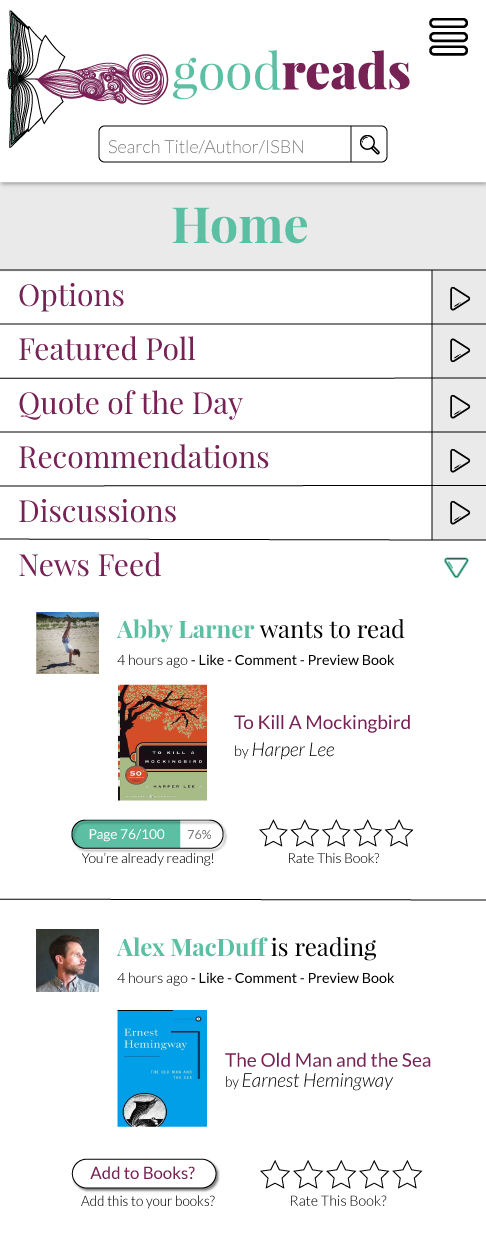 goodreads
Search Title/Author/ISBN
Home
Options
Featured Poll
Quote of the Day
Recommendations
Discussions
News Feed
Abby Larner wants to read
4 hours ago - Like - Comment - Preview Book
TO KILL A
MOCKINGBIRD
50
HARPER LEE
To Kill A Mockingbird
by Harper Lee
Page 76/100 76%
You're already reading!
Rate This Book?
Alex MacDuff is reading
4 hours ago - Like - Comment - Preview Book
Ernest
Hemingway
THE OLD MAN AND
THE SEA
The Old Man and the Sea
by Earnest Hemingway
Add to Books?
Add this to your books?
Rate This Book?